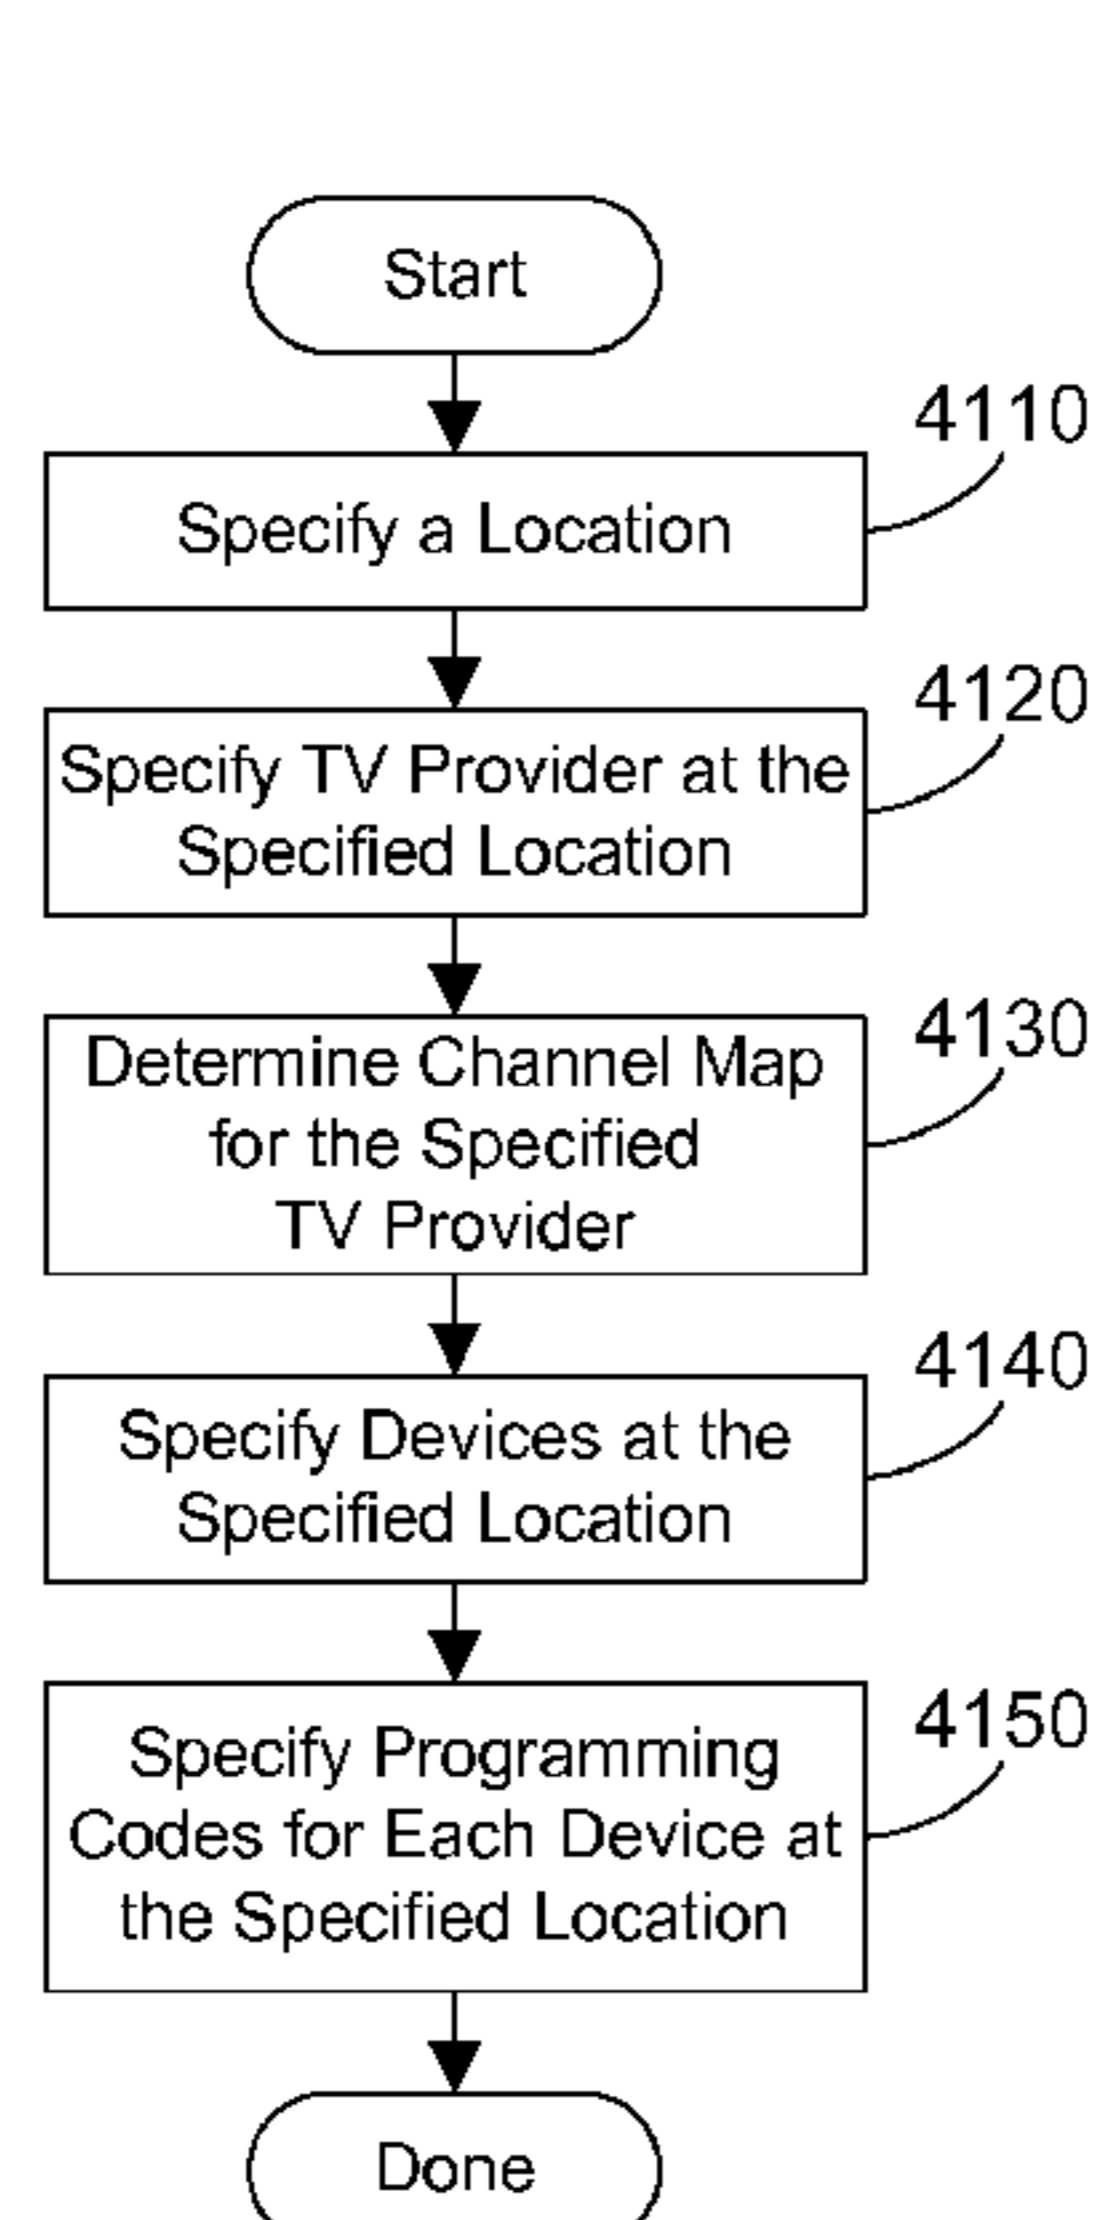 Start
4110
Specify a Location
4120
Specify TV Provider at the
Specified Location
4130
Determine Channel Map
for the Specified
TV Provider
4140
Specify Devices at the
Specified Location
4150
Specify Programming
Codes for Each Device at
the Specified Location
Done